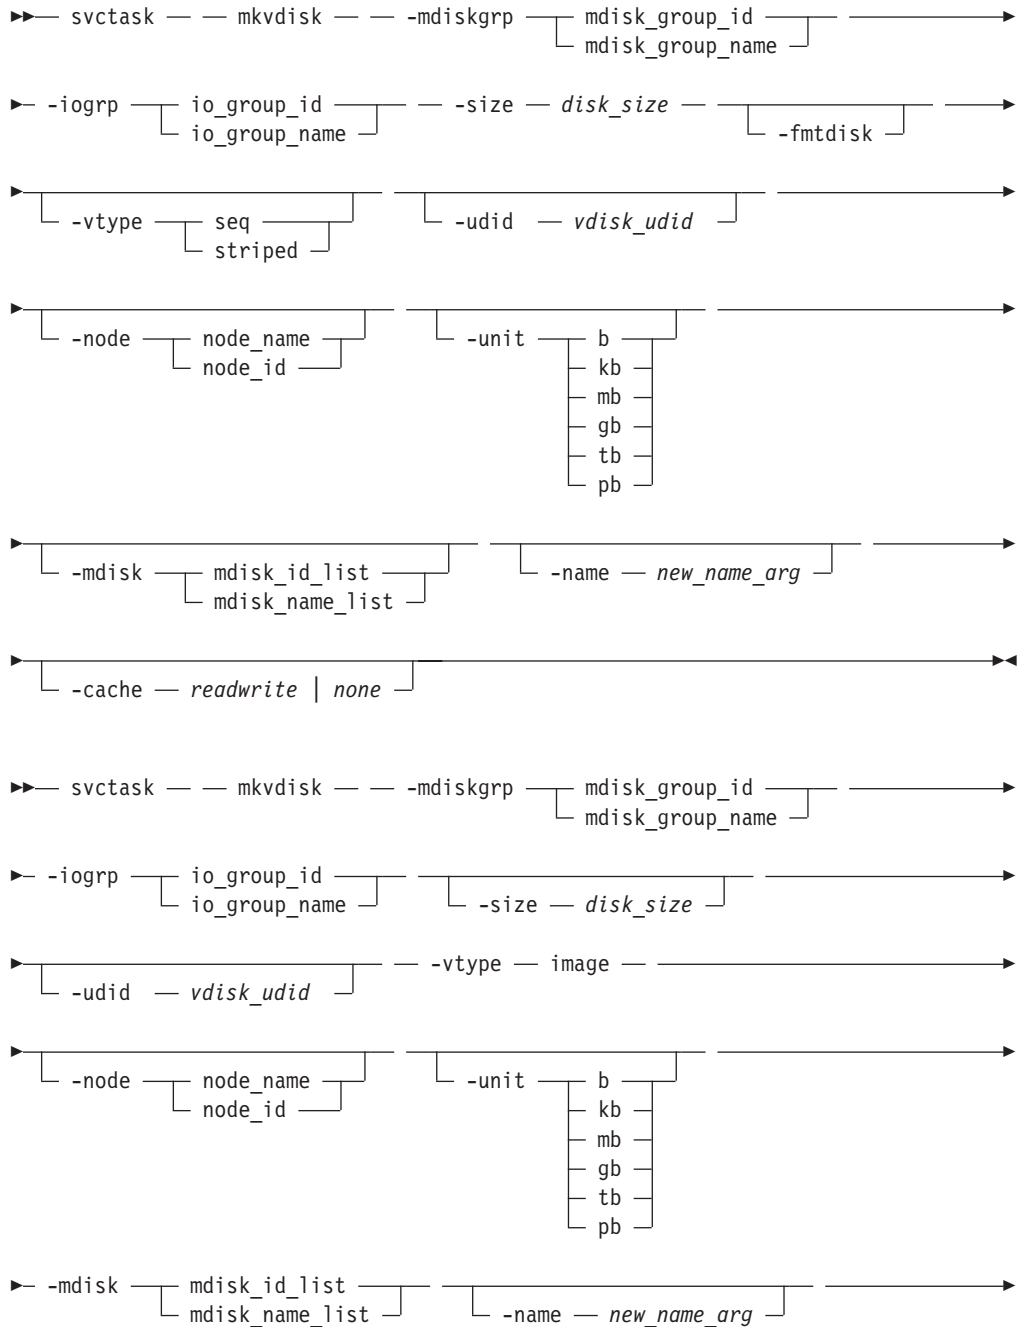 svctask mkvdisk -mdiskgrp mdisk_group_id
mdisk_group_name
-iogrp io_group_id -size disk_size
io_group_name -fmtdisk
-vtype seq -udid vdisk_udid
striped
-node node_name -unit b
node_id kb
mb
gb
tb
pb
-mdisk mdisk_id_list -name new_name_arg
mdisk_name_list
-cache readwrite | none
svctask mkvdisk -mdiskgrp mdisk_group_id
mdisk_group_name
-iogrp io_group_id -size disk_size
io_group_name
-udid vdisk_udid -vtype image
-node node_name -unit b
node_id kb
mb
gb
tb
pb
-mdisk mdisk_id_list
mdisk_name_list -name new_name_arg